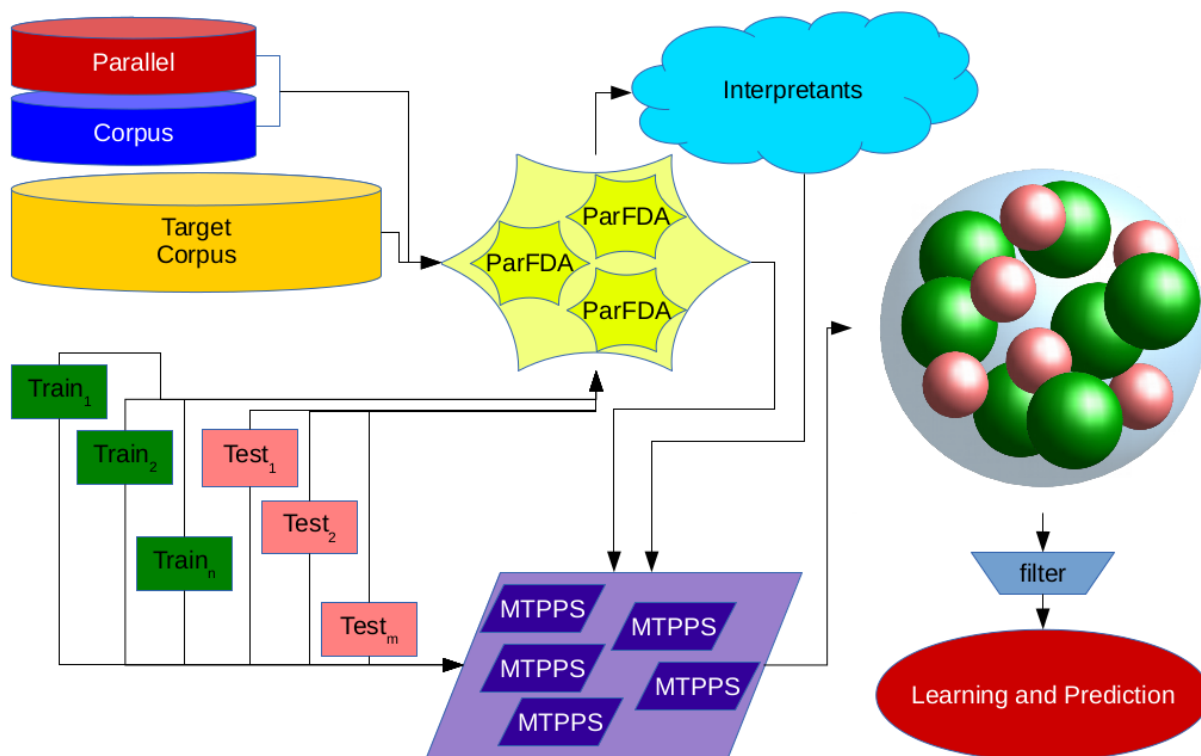 Parallel
Corpus
Target
Corpus
Interpretants
ParFDA
ParFDA
ParFDA
Train₁
Train₂
Trainₙ
Test₁
Test₂
Testₘ
MTPPS
MTPPS
MTPPS
MTPPS
MTPPS
filter
Learning and Prediction